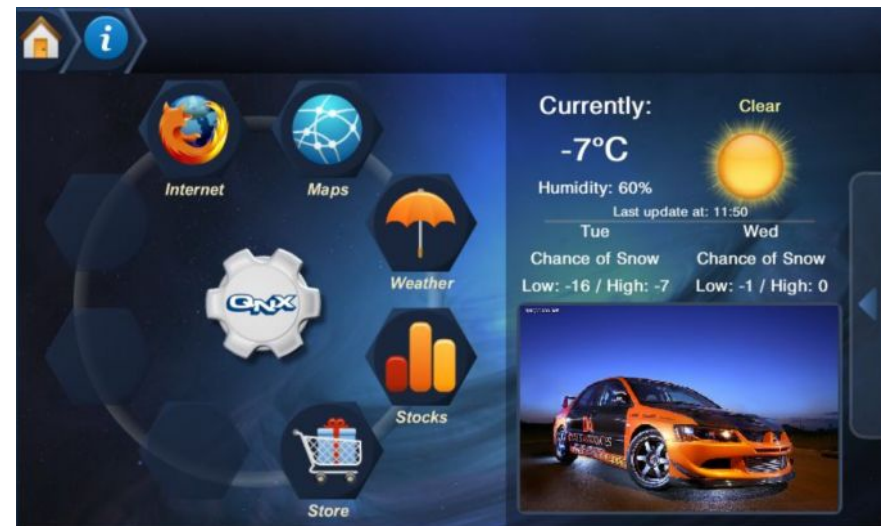 i
Internet
Maps
Weather
QNX
Stocks
Store
Currently:
Clear
-7°C
Humidity: 60%
Last update at: 11:50
Tue
Wed
Chance of Snow
Chance of Snow
Low: -16 / High: -7
Low: -1 / High: 0